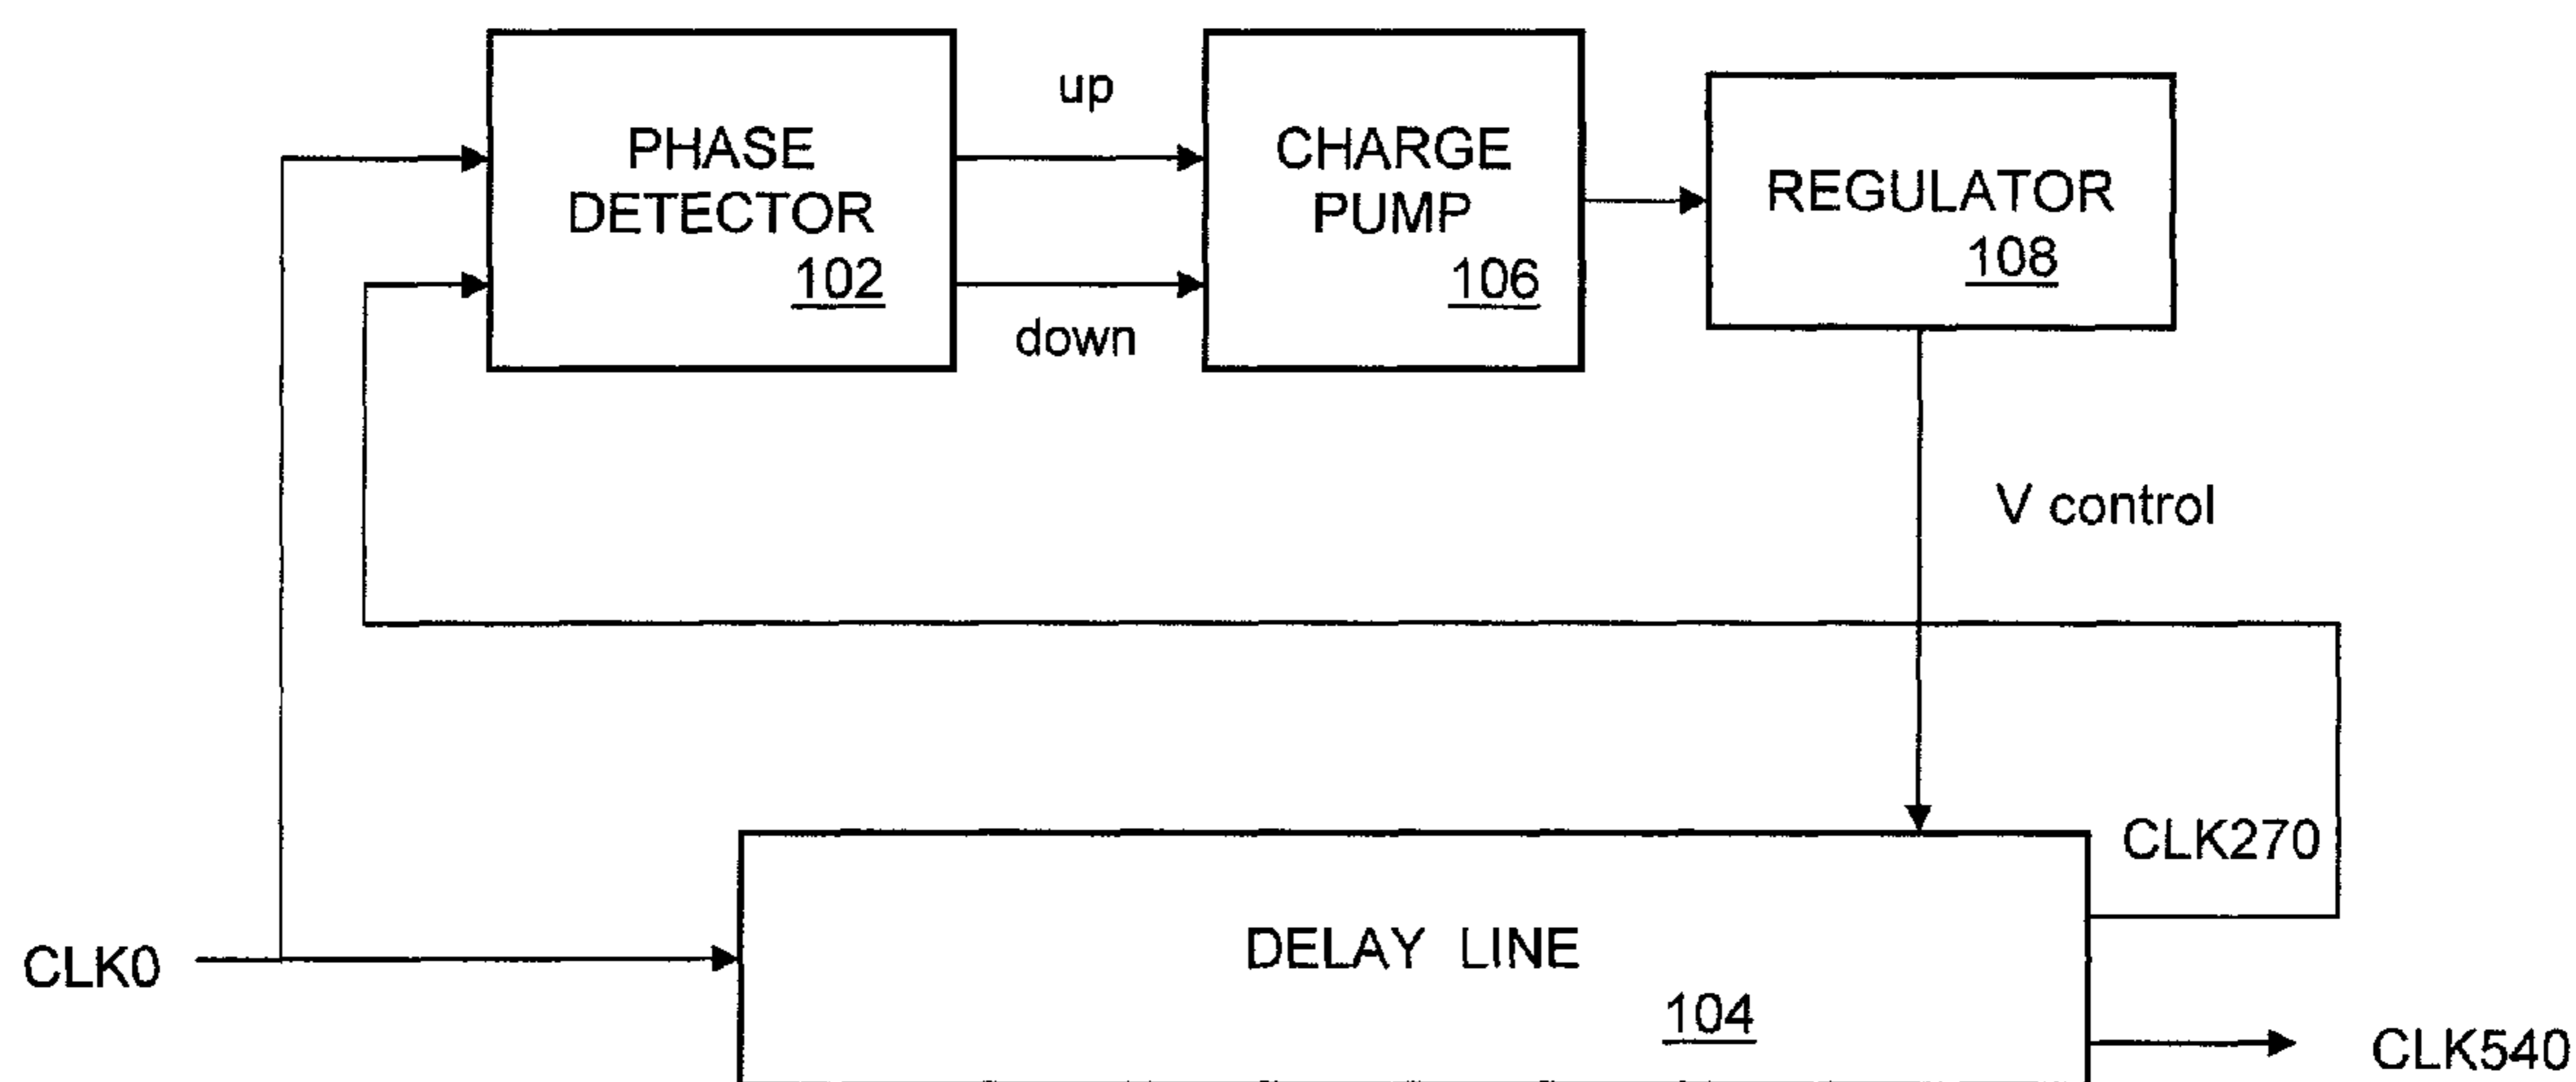 PHASE
DETECTOR
102
up
down
CHARGE
PUMP
106
REGULATOR
108
V control
CLK270
CLK0
DELAY LINE
104
CLK540